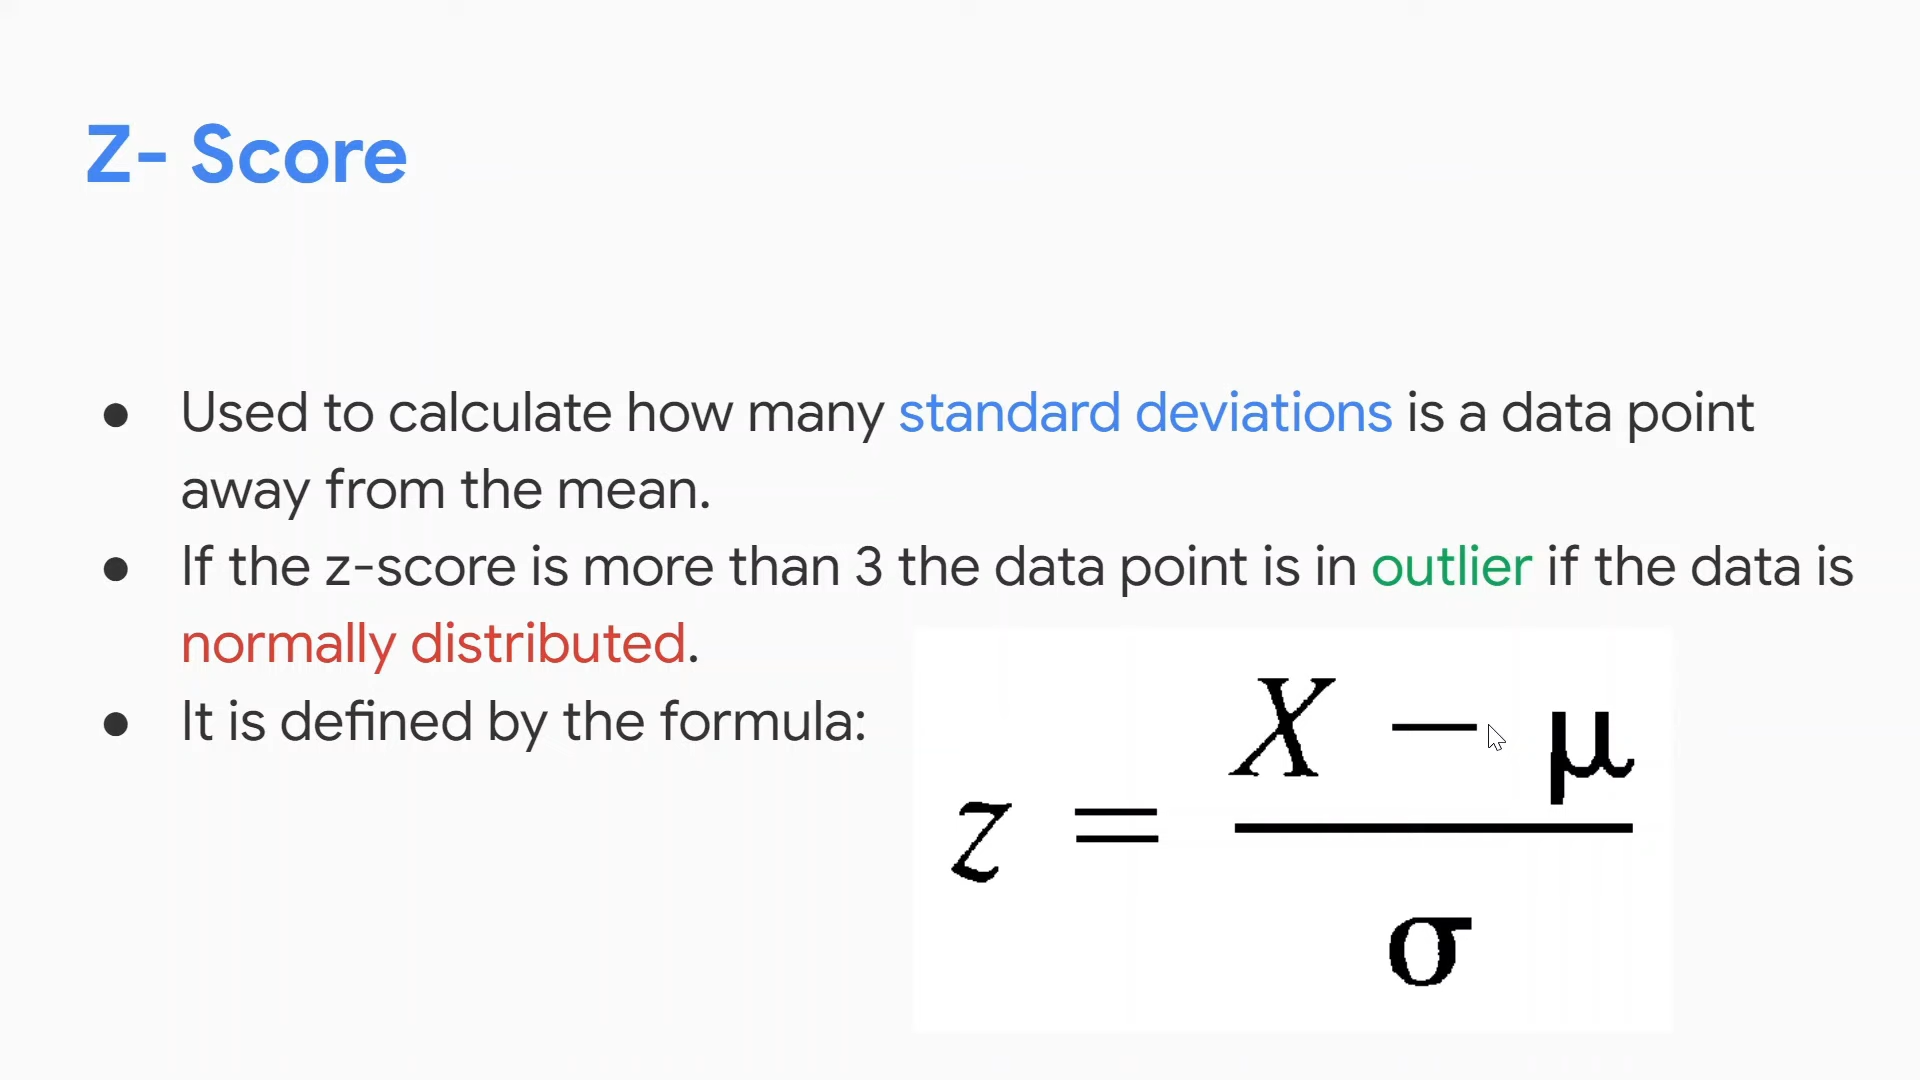 Z- Score
● Used to calculate how many standard deviations is a data point
away from the mean.
● If the z-score is more than 3 the data point is in outlier if the data is
normally distributed.
● It is defined by the formula:
z = (X − μ) / σ